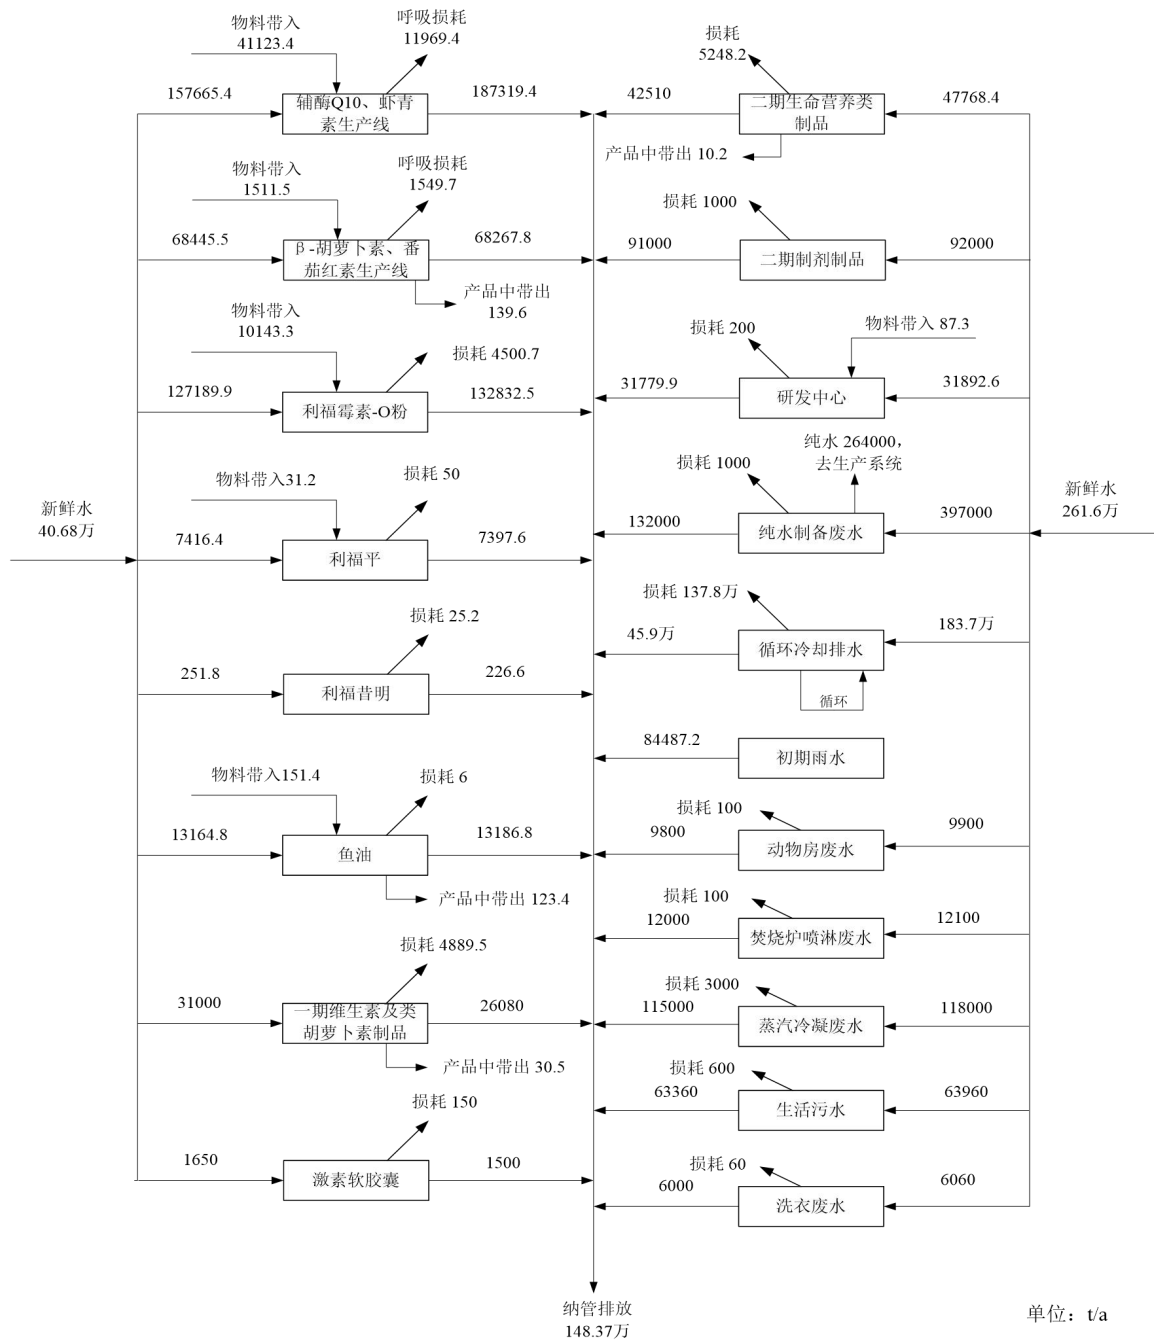 物料带入
41123.4
呼吸损耗
11969.4
157665.4
辅酶Q10、虾青
素生产线
187319.4
物料带入
1511.5
呼吸损耗
1549.7
68445.5
β-胡萝卜素、番
茄红素生产线
68267.8
产品中带出
139.6
物料带入
10143.3
损耗 4500.7
127189.9
利福霉素-O粉
132832.5
物料带入31.2
损耗 50
新鲜水
40.68万
7416.4
利福平
7397.6
损耗 25.2
251.8
利福昔明
226.6
物料带入151.4
损耗 6
13164.8
鱼油
13186.8
产品中带出 123.4
损耗 4889.5
31000
一期维生素及类
胡萝卜素制品
26080
产品中带出 30.5
损耗 150
1650
激素软胶囊
1500
损耗
5248.2
42510
二期生命营养类
制品
47768.4
产品中带出 10.2
损耗 1000
91000
二期制剂制品
92000
损耗 200
物料带入 87.3
31779.9
研发中心
31892.6
纯水 264000，
去生产系统
损耗 1000
132000
纯水制备废水
397000
新鲜水
261.6万
损耗 137.8万
45.9万
循环冷却排水
183.7万
循环
84487.2
初期雨水
损耗 100
9800
动物房废水
9900
损耗 100
12000
焚烧炉喷淋废水
12100
损耗 3000
115000
蒸汽冷凝废水
118000
损耗 600
63360
生活污水
63960
损耗 60
6000
洗衣废水
6060
纳管排放
148.37万
单位：t/a